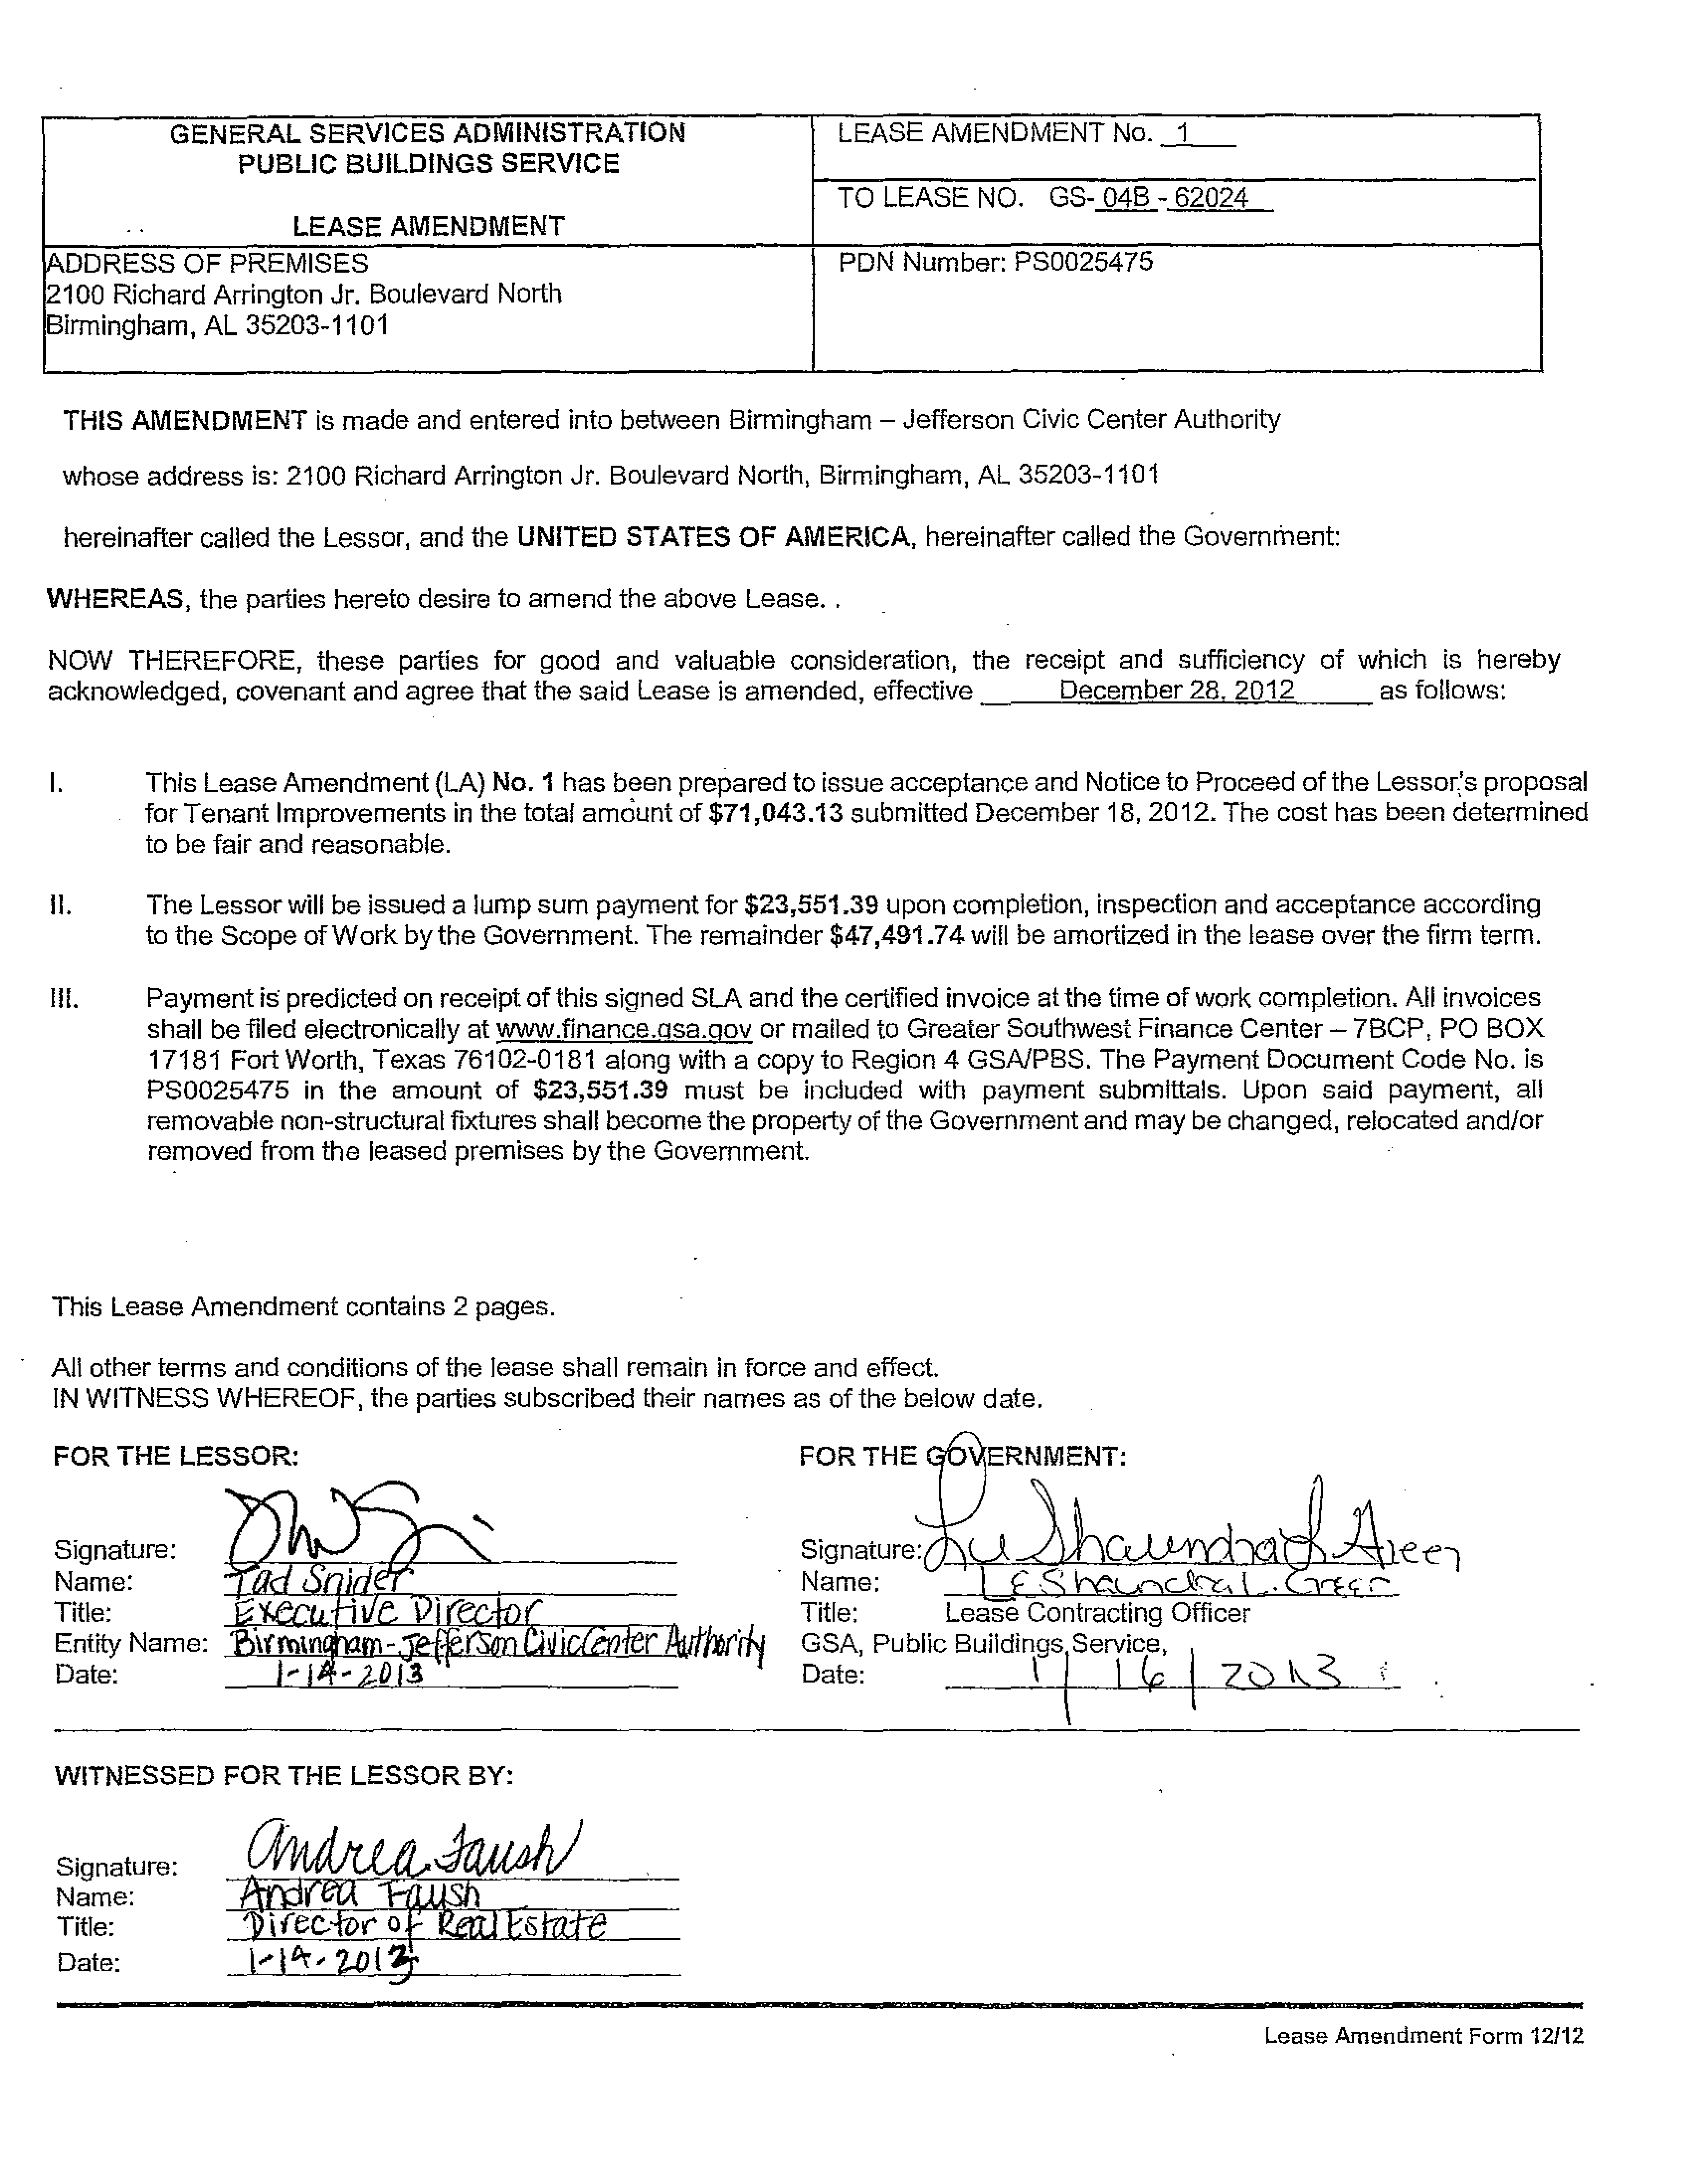 GENERAL SERVICES ADMINISTRATION
PUBLIC BUILDINGS SERVICE
LEASE AMENDMENT
LEASE AMENDMENT No. 1
TO LEASE NO. GS- 04B - 62024
ADDRESS OF PREMISES
2100 Richard Arrington Jr. Boulevard North
Birmingham, AL 35203-1101
PDN Number: PS0025475
THIS AMENDMENT is made and entered into between Birmingham – Jefferson Civic Center Authority
whose address is: 2100 Richard Arrington Jr. Boulevard North, Birmingham, AL 35203-1101
hereinafter called the Lessor, and the UNITED STATES OF AMERICA, hereinafter called the Government:
WHEREAS, the parties hereto desire to amend the above Lease. .
NOW THEREFORE, these parties for good and valuable consideration, the receipt and sufficiency of which is hereby
acknowledged, covenant and agree that the said Lease is amended, effective December 28, 2012 as follows:
I. This Lease Amendment (LA) No. 1 has been prepared to issue acceptance and Notice to Proceed of the Lessor's proposal
for Tenant Improvements in the total amount of $71,043.13 submitted December 18, 2012. The cost has been determined
to be fair and reasonable.
II. The Lessor will be issued a lump sum payment for $23,551.39 upon completion, inspection and acceptance according
to the Scope of Work by the Government. The remainder $47,491.74 will be amortized in the lease over the firm term.
III. Payment is predicted on receipt of this signed SLA and the certified invoice at the time of work completion. All invoices
shall be filed electronically at www.finance.gsa.gov or mailed to Greater Southwest Finance Center – 7BCP, PO BOX
17181 Fort Worth, Texas 76102-0181 along with a copy to Region 4 GSA/PBS. The Payment Document Code No. is
PS0025475 in the amount of $23,551.39 must be included with payment submittals. Upon said payment, all
removable non-structural fixtures shall become the property of the Government and may be changed, relocated and/or
removed from the leased premises by the Government.
This Lease Amendment contains 2 pages.
All other terms and conditions of the lease shall remain in force and effect.
IN WITNESS WHEREOF, the parties subscribed their names as of the below date.
FOR THE LESSOR:
Signature:
Name: Tad Snider
Title: Executive Director
Entity Name: Birmingham-Jefferson Civic Center Authority
Date: 1-14-2013
FOR THE GOVERNMENT:
Signature: LeShaundra L Green
Name: LeShaundra L. Greer
Title: Lease Contracting Officer
GSA, Public Buildings Service,
Date: 1/16/2013
WITNESSED FOR THE LESSOR BY:
Signature: Andrea Faush
Name: Andrea Faush
Title: Director of Real Estate
Date: 1-14-2013
Lease Amendment Form 12/12